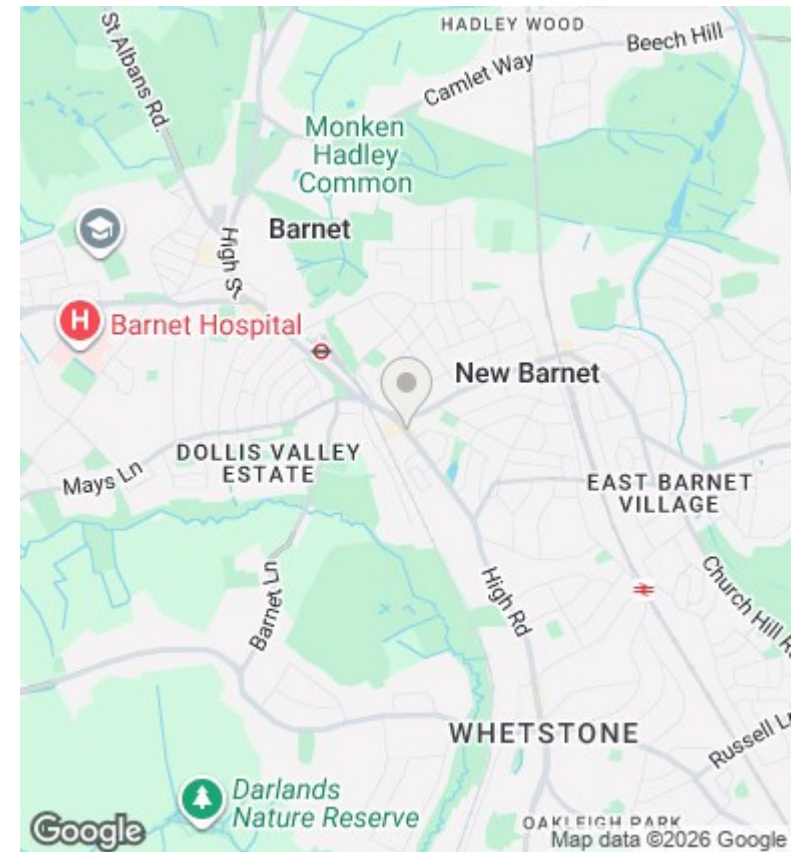 HADLEY WOOD
Beech Hill
St Albans Rd.
Camlet Way
Monken
Hadley
Common
Barnet
High St
H
Barnet Hospital
New Barnet
DOLLIS VALLEY
ESTATE
Mays Ln
EAST BARNET
VILLAGE
Barnet Ln
High Rd
Church Hill R
WHETSTONE
Russell Ln
Darlands
Nature Reserve
OAKLEIGH PARK
Google
Map data ©2026 Google